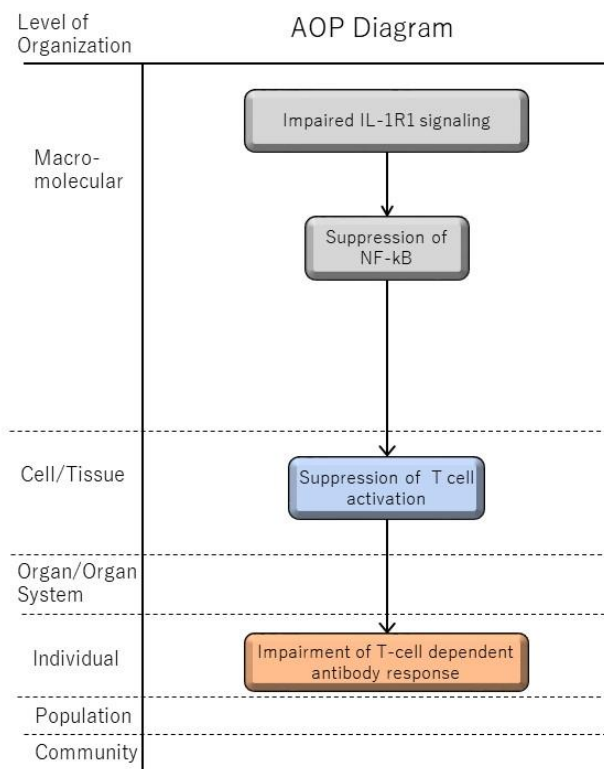 Level of
Organization
AOP Diagram
Impaired IL-1R1 signaling
Macro-
molecular
Suppression of
NF-kB
Cell/Tissue
Suppression of T cell
activation
Organ/Organ
System
Individual
Impairment of T-cell dependent
antibody response
Population
Community